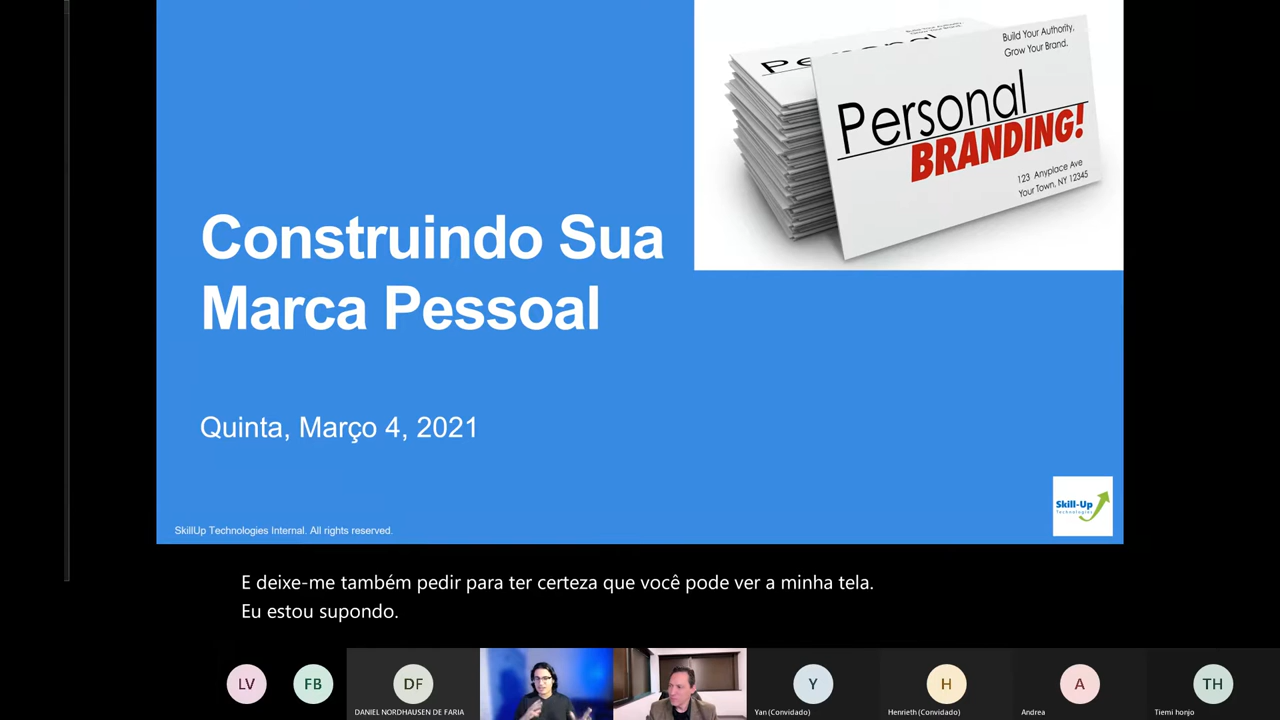 Build Your Authority.
Grow Your Brand.
Personal
BRANDING!
123 Anyplace Ave
Your Town, NY 12345
Construindo Sua
Marca Pessoal
Quinta, Março 4, 2021
Skill-Up
Technologies
SkillUp Technologies Internal. All rights reserved.
E deixe-me também pedir para ter certeza que você pode ver a minha tela.
Eu estou supondo.
LV
FB
DF
Y
H
A
TH
DANIEL NORDHAUSEN DE FARIA
Yan (Convidado)
Henrieth (Convidado)
Andrea
Tiemi honjo